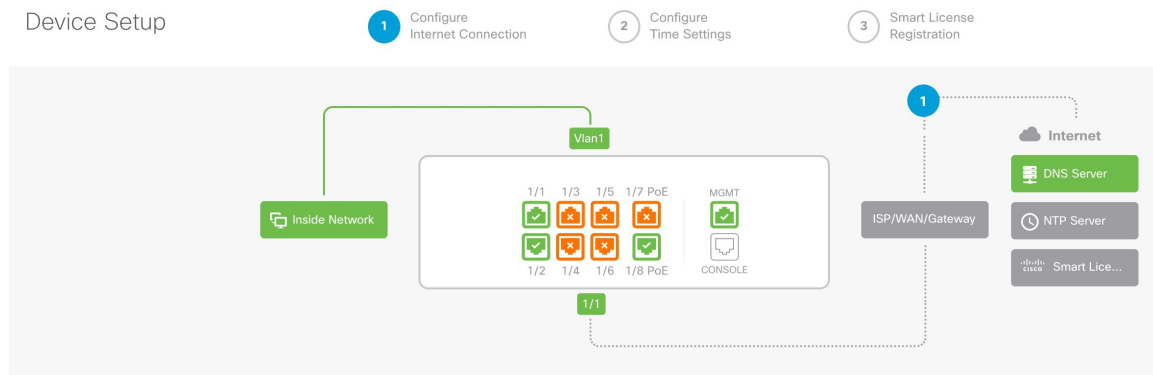 Device Setup
1
Configure
Internet Connection
2
Configure
Time Settings
3
Smart License
Registration
1
Internet
Vlan1
DNS Server
1/1 1/3 1/5 1/7 PoE MGMT
Inside Network
ISP/WAN/Gateway
NTP Server
1/2 1/4 1/6 1/8 PoE CONSOLE
cisco Smart Lice...
1/1